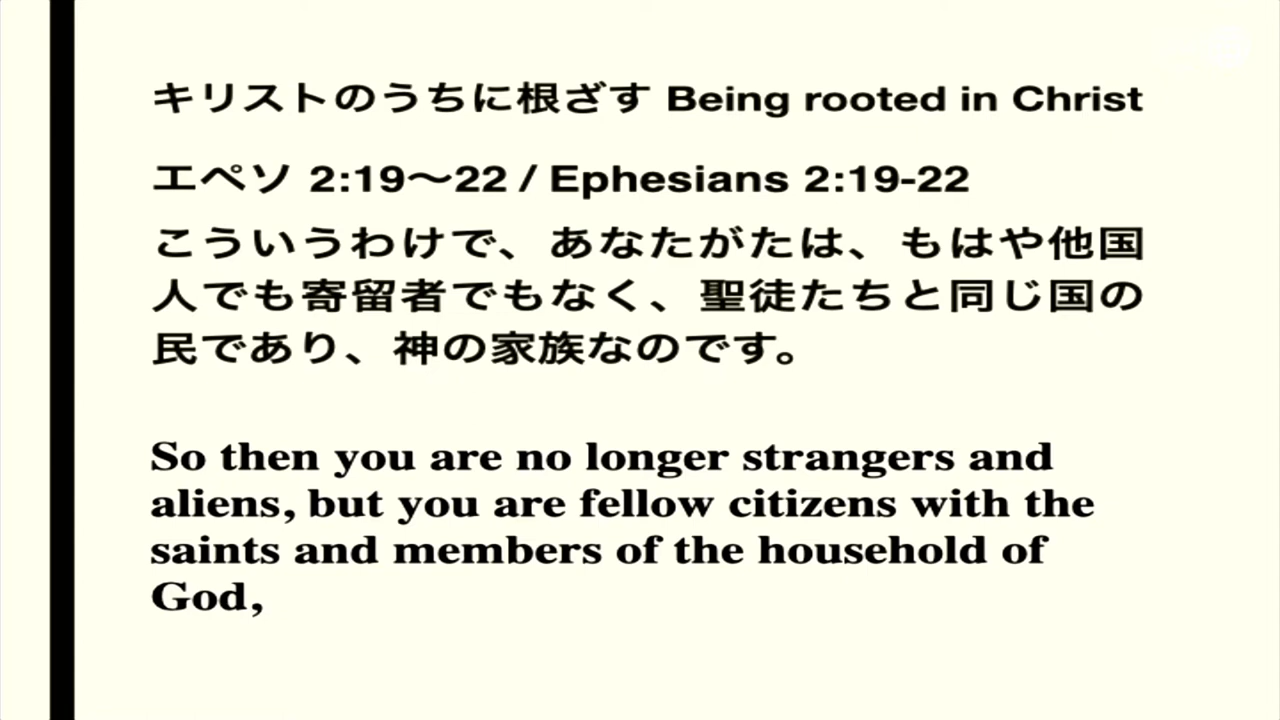 キリストのうちに根ざす Being rooted in Christ
エペソ 2:19〜22 / Ephesians 2:19-22
こういうわけで、あなたがたは、もはや他国
人でも寄留者でもなく、聖徒たちと同じ国の
民であり、神の家族なのです。
So then you are no longer strangers and
aliens, but you are fellow citizens with the
saints and members of the household of
God,